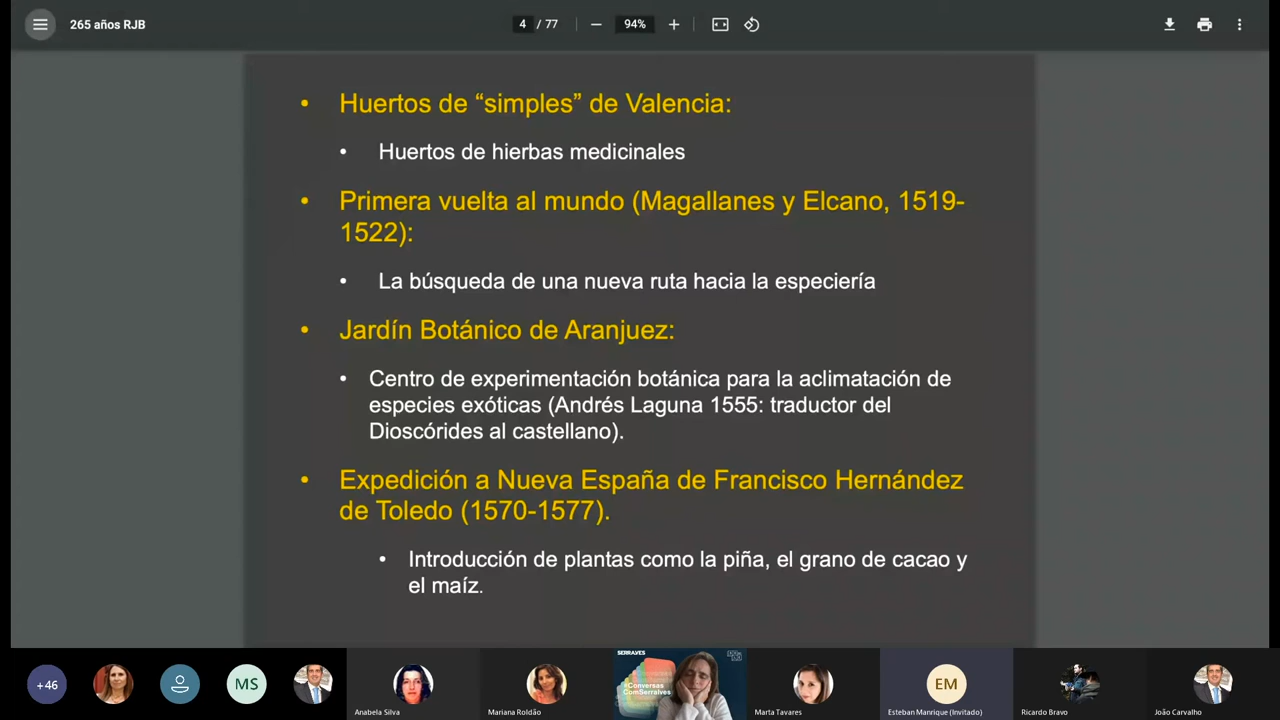 265 años RJB
4 / 77
94%
• Huertos de “simples” de Valencia:
• Huertos de hierbas medicinales
• Primera vuelta al mundo (Magallanes y Elcano, 1519-
1522):
• La búsqueda de una nueva ruta hacia la especiería
• Jardín Botánico de Aranjuez:
• Centro de experimentación botánica para la aclimatación de
especies exóticas (Andrés Laguna 1555: traductor del
Dioscórides al castellano).
• Expedición a Nueva España de Francisco Hernández
de Toledo (1570-1577).
• Introducción de plantas como la piña, el grano de cacao y
el maíz.
SERRALVES
#Conversas
ComSerralves
+46
MS
EM
Anabela Silva
Mariana Roldão
Marta Tavares
Esteban Manrique (Invitado)
Ricardo Bravo
João Carvalho